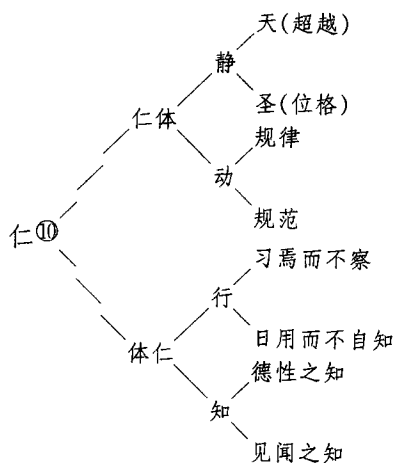 天(超越)
静
圣(位格)
仁体
规律
动
规范
仁⑩
习焉而不察
行
日用而不自知
体仁
德性之知
知
见闻之知